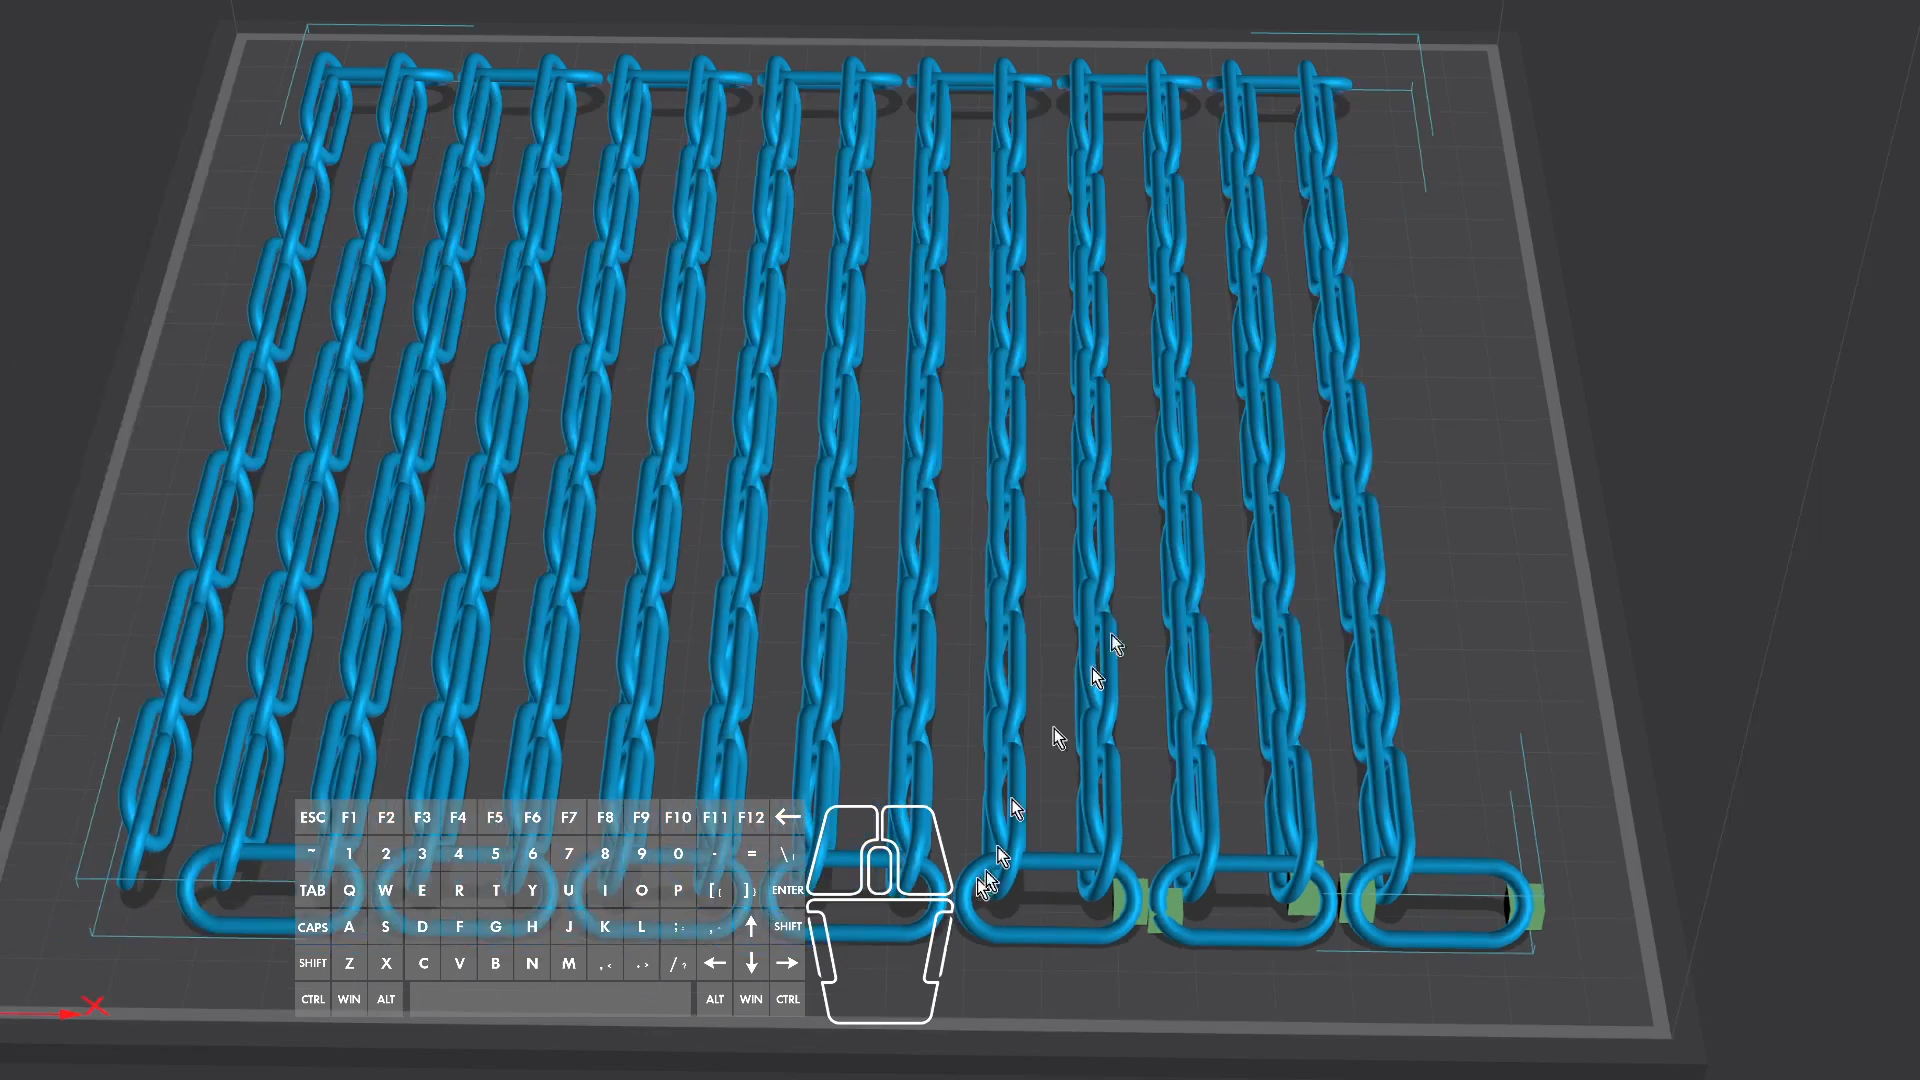 ESC F1 F2 F3 F4 F5 F6 F7 F8 F9 F10 F11 F12 ←
~ 1 2 3 4 5 6 7 8 9 0 - = \|
TAB Q W E R T Y U I O P [{ ]} ENTER
CAPS A S D F G H J K L ;: ↑ SHIFT
SHIFT Z X C V B N M ,< .> /? ← ↓ →
CTRL WIN ALT ALT WIN CTRL